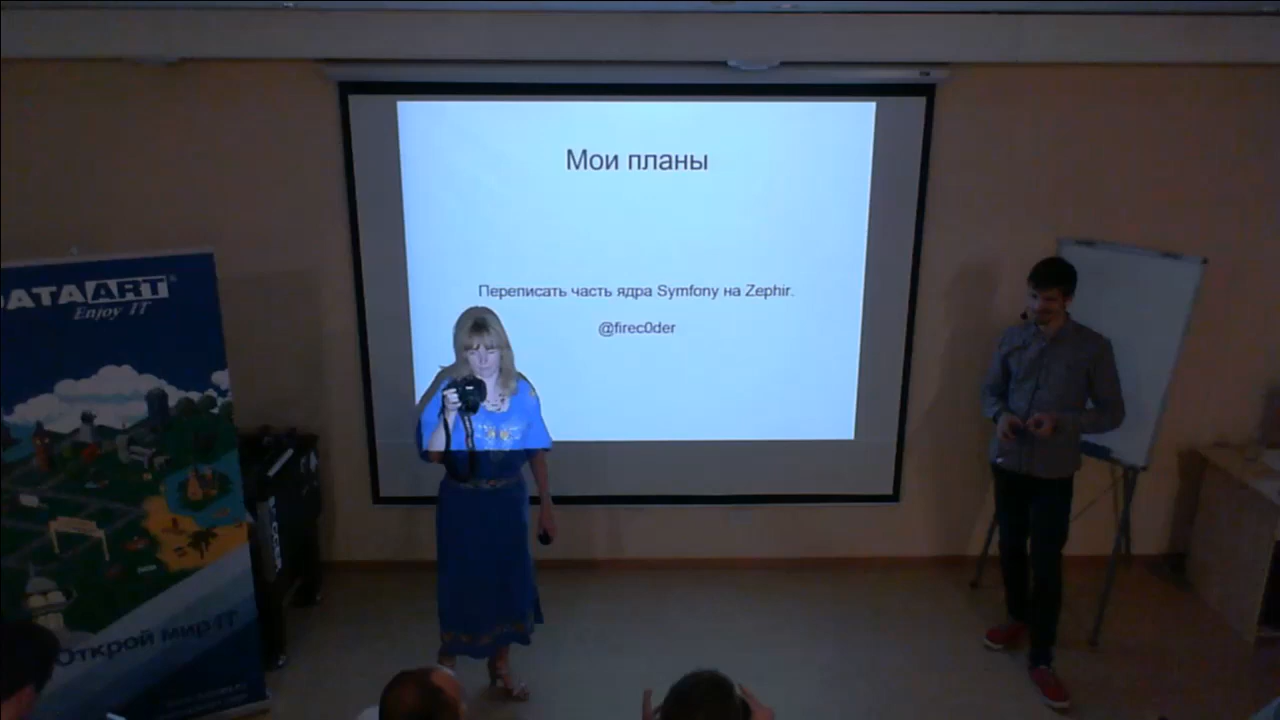 Мои планы
Переписать часть ядра Symfony на Zephir.
@firec0der
DATAART
Enjoy IT
Открой мир IT